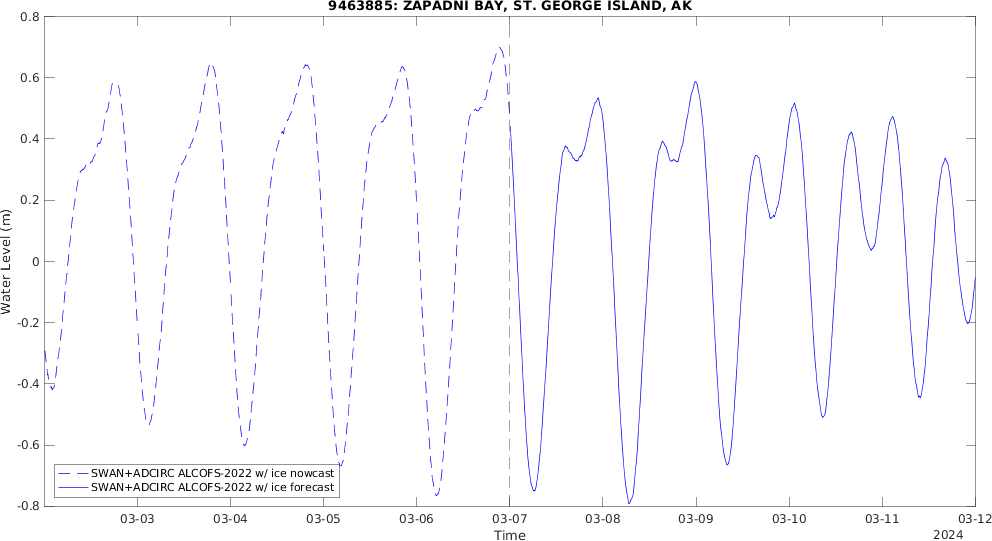 9463885: ZAPADNI BAY, ST. GEORGE ISLAND, AK
0.8
0.6
0.4
0.2
0
-0.2
-0.4
-0.6
-0.8
Water Level (m)
SWAN+ADCIRC ALCOFS-2022 w/ ice nowcast
SWAN+ADCIRC ALCOFS-2022 w/ ice forecast
03-03 03-04 03-05 03-06 03-07 03-08 03-09 03-10 03-11 03-12
Time
2024